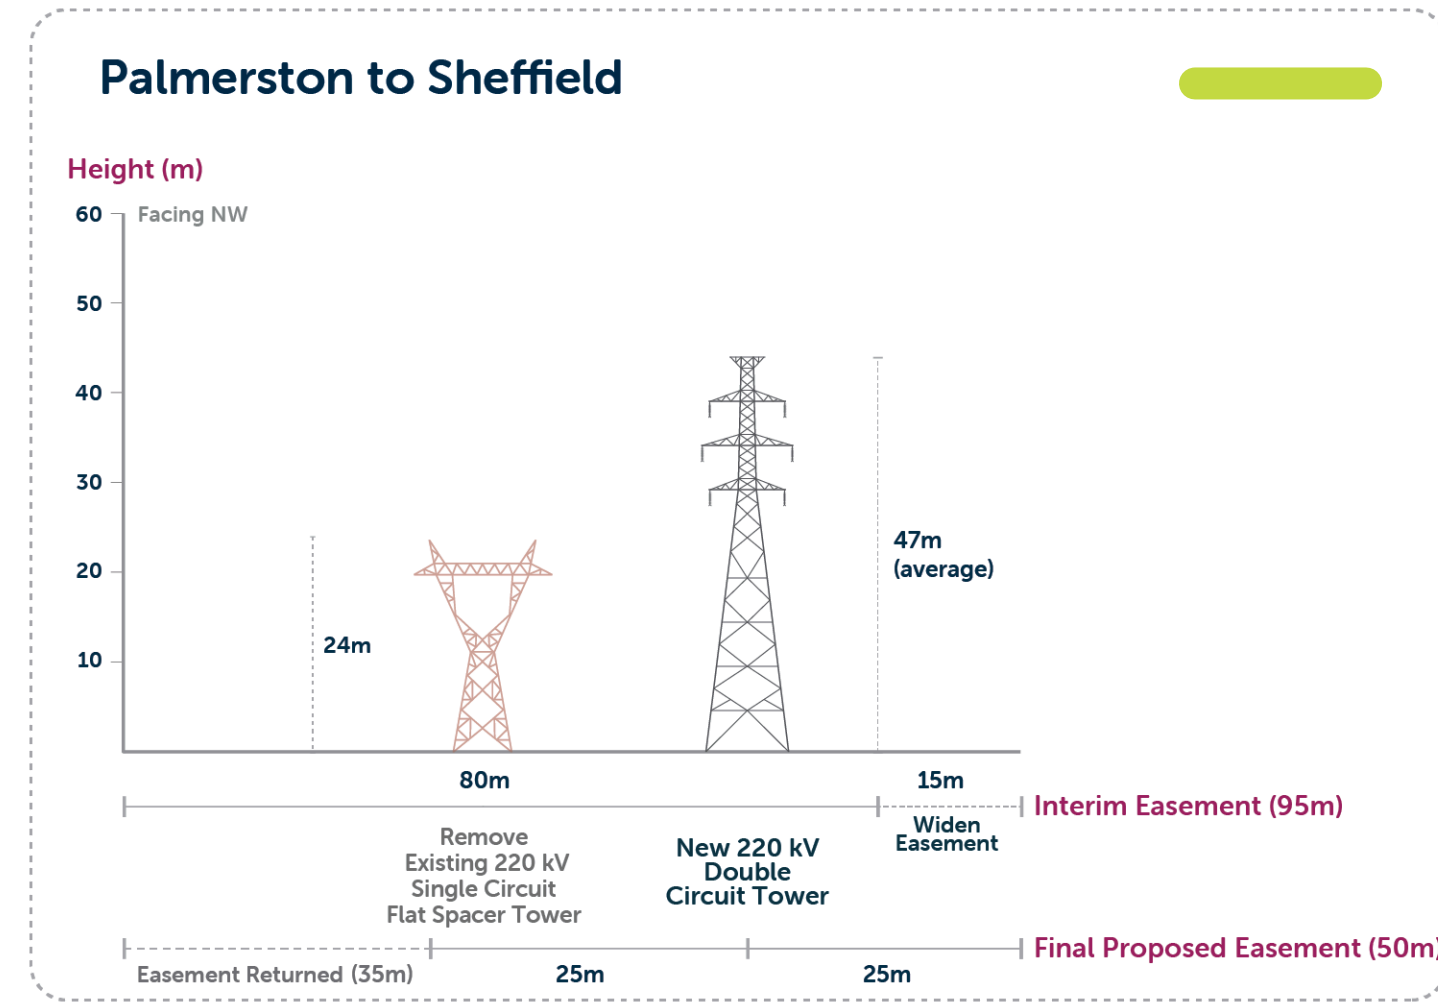 Palmerston to Sheffield
Height (m)
60
Facing NW
50
40
30
20
10
24m
47m
(average)
80m
15m
Interim Easement (95m)
Widen
Easement
Remove
Existing 220 kV
Single Circuit
Flat Spacer Tower
New 220 kV
Double
Circuit Tower
Final Proposed Easement (50m)
Easement Returned (35m)
25m
25m